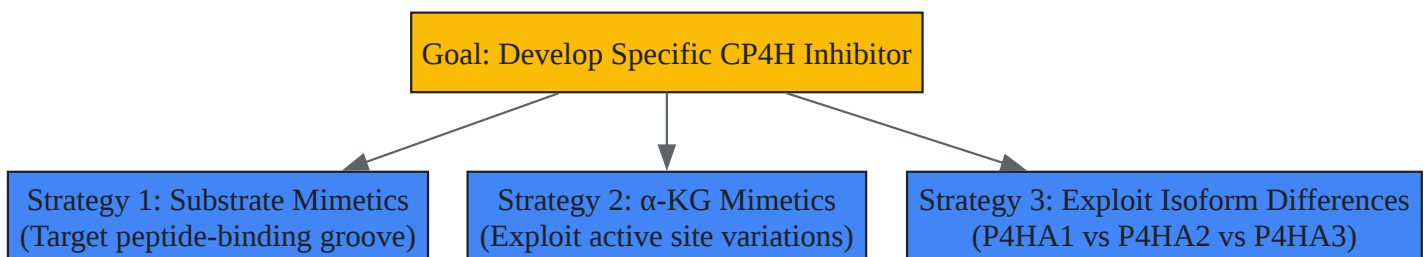 Goal: Develop Specific CP4H Inhibitor
Strategy 1: Substrate Mimetics
(Target peptide-binding groove)
Strategy 2: α-KG Mimetics
(Exploit active site variations)
Strategy 3: Exploit Isoform Differences
(P4HA1 vs P4HA2 vs P4HA3)